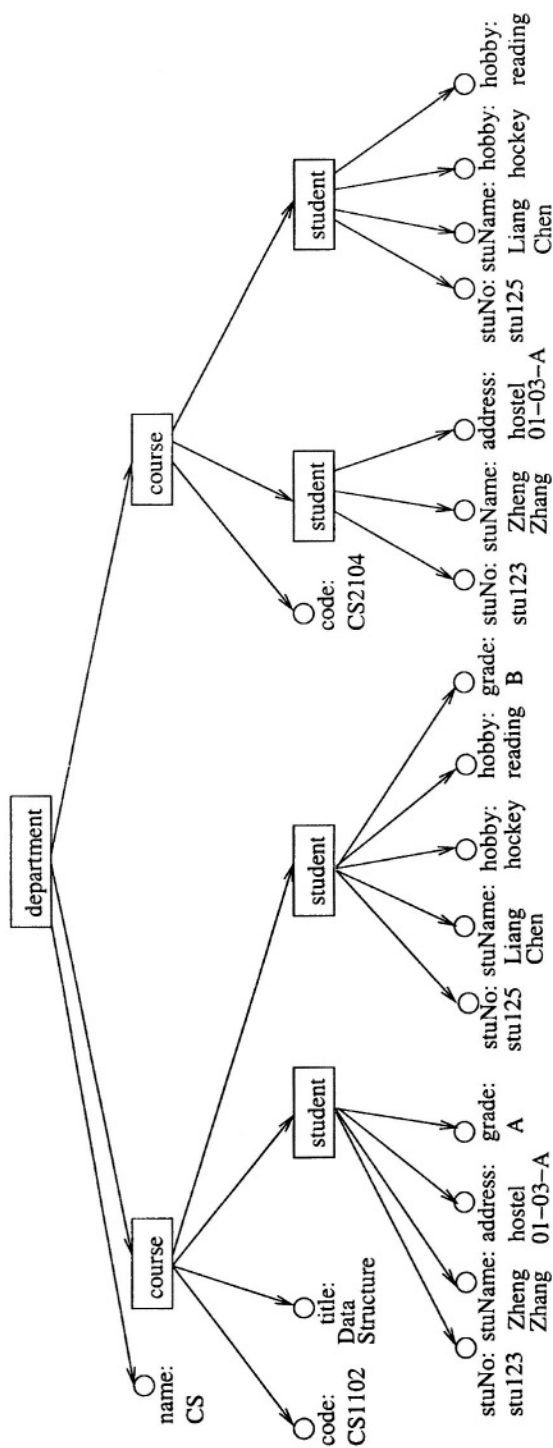 department
name:
CS
course
course
code:
CS1102
title:
Data
Structure
student
student
code:
CS2104
student
student
stuNo:
stu123
stuName:
Zheng
Zhang
address:
hostel
01-03-A
grade:
A
stuNo:
stu125
stuName:
Liang
Chen
hobby:
hockey
hobby:
reading
grade:
B
stuNo:
stu123
stuName:
Zheng
Zhang
address:
hostel
01-03-A
stuNo:
stu125
stuName:
Liang
Chen
hobby:
hockey
hobby:
reading